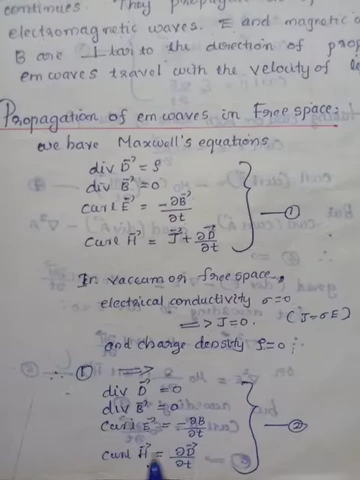 continues. They propagate
electromagnetic waves. E and magnetic
B are ⊥lar to the direction of prop
em waves travel with the velocity of
Propagation of em waves in Free space:
we have Maxwell's equations
div D⃗ = ρ
div B⃗ = 0
curl E⃗ = -∂B⃗/∂t
curl H⃗ = J⃗ + ∂D⃗/∂t
①
In vaccum or free space,
electrical conductivity σ=0
⇒ J=0. (J=σE)
and charge density ρ=0
∴ ① ⇒
div D⃗ = 0
div B⃗ = 0
curl E⃗ = -∂B/∂t
curl H⃗ = ∂D⃗/∂t
②